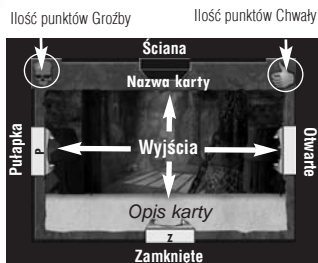 Ilość punktów Groźby
Ilość punktów Chwały
Ściana
Nazwa karty
Pułapka
P
Wyjścia
Otwarte
Opis karty
Z
Zamknięte